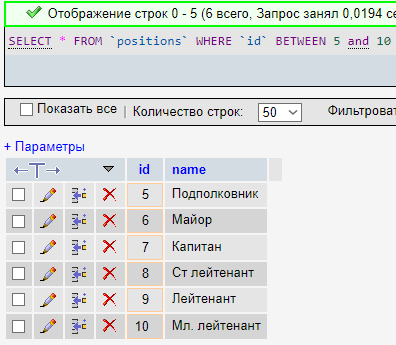 Отображение строк 0 - 5 (6 всего, Запрос занял 0,0194 се
SELECT * FROM `positions` WHERE `id` BETWEEN 5 and 10
Показать все | Количество строк: 50 Фильтроват
+ Параметры
id name
5 Подполковник
6 Майор
7 Капитан
8 Ст лейтенант
9 Лейтенант
10 Мл. лейтенант